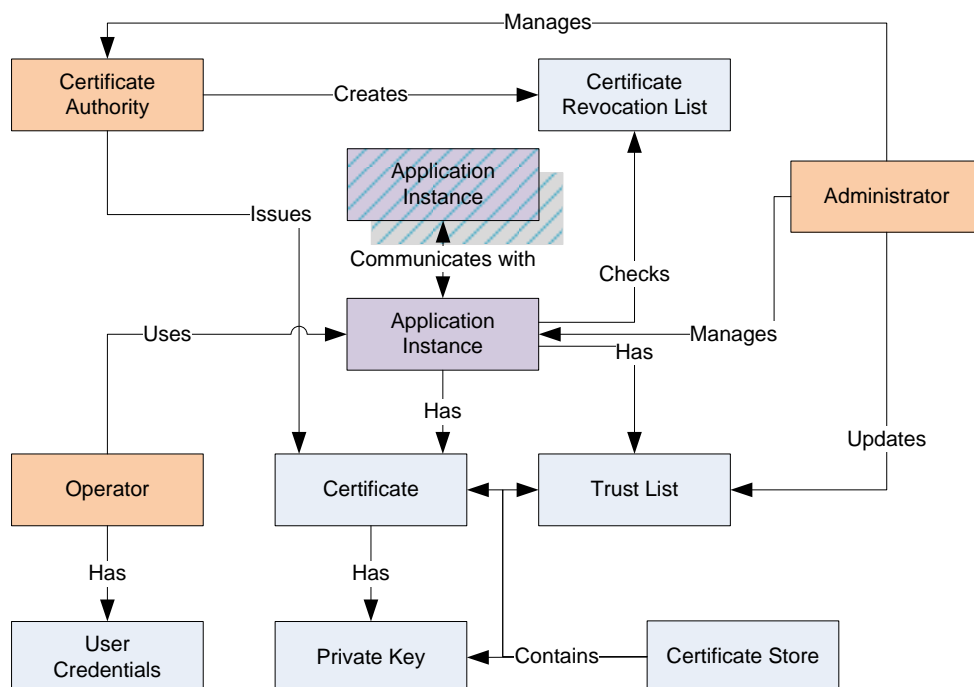 Manages
Certificate
Authority
Creates
Certificate
Revocation List
Application
Instance
Administrator
Issues
Communicates with
Checks
Uses
Application
Instance
Manages
Has
Has
Updates
Operator
Certificate
Trust List
Has
Has
User
Credentials
Private Key
Contains
Certificate Store